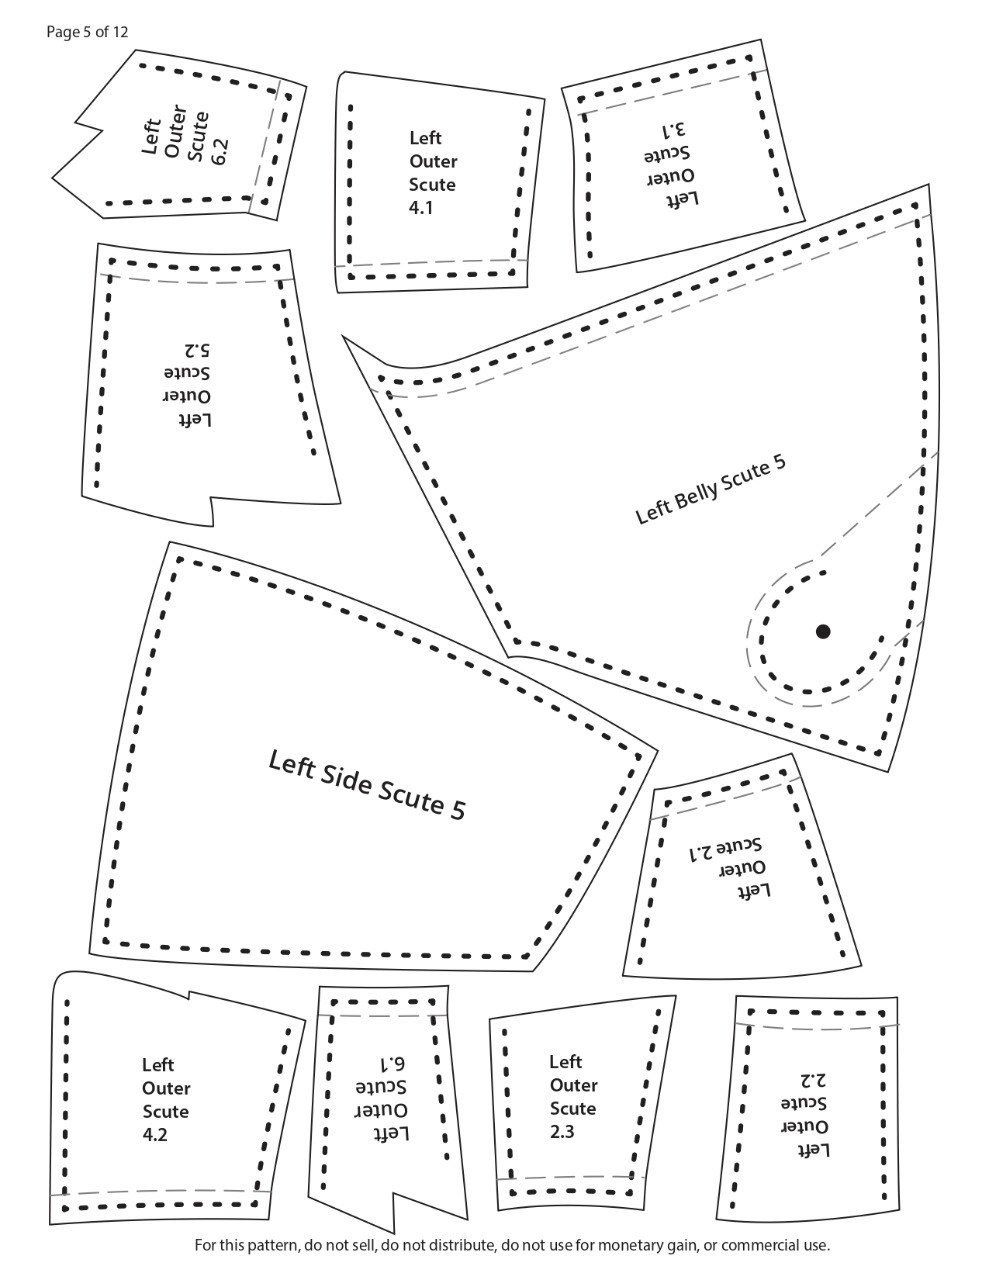 Page 5 of 12
Left
Outer
Scute
6.2
Left
Outer
Scute
4.1
Left
Outer
Scute
3.1
Left
Outer
Scute
5.2
Left Belly Scute 5
Left Side Scute 5
Left
Outer
Scute 2.1
Left
Outer
Scute
4.2
Left
Outer
Scute
6.1
Left
Outer
Scute
2.3
Left
Outer
Scute
2.2
For this pattern, do not sell, do not distribute, do not use for monetary gain, or commercial use.